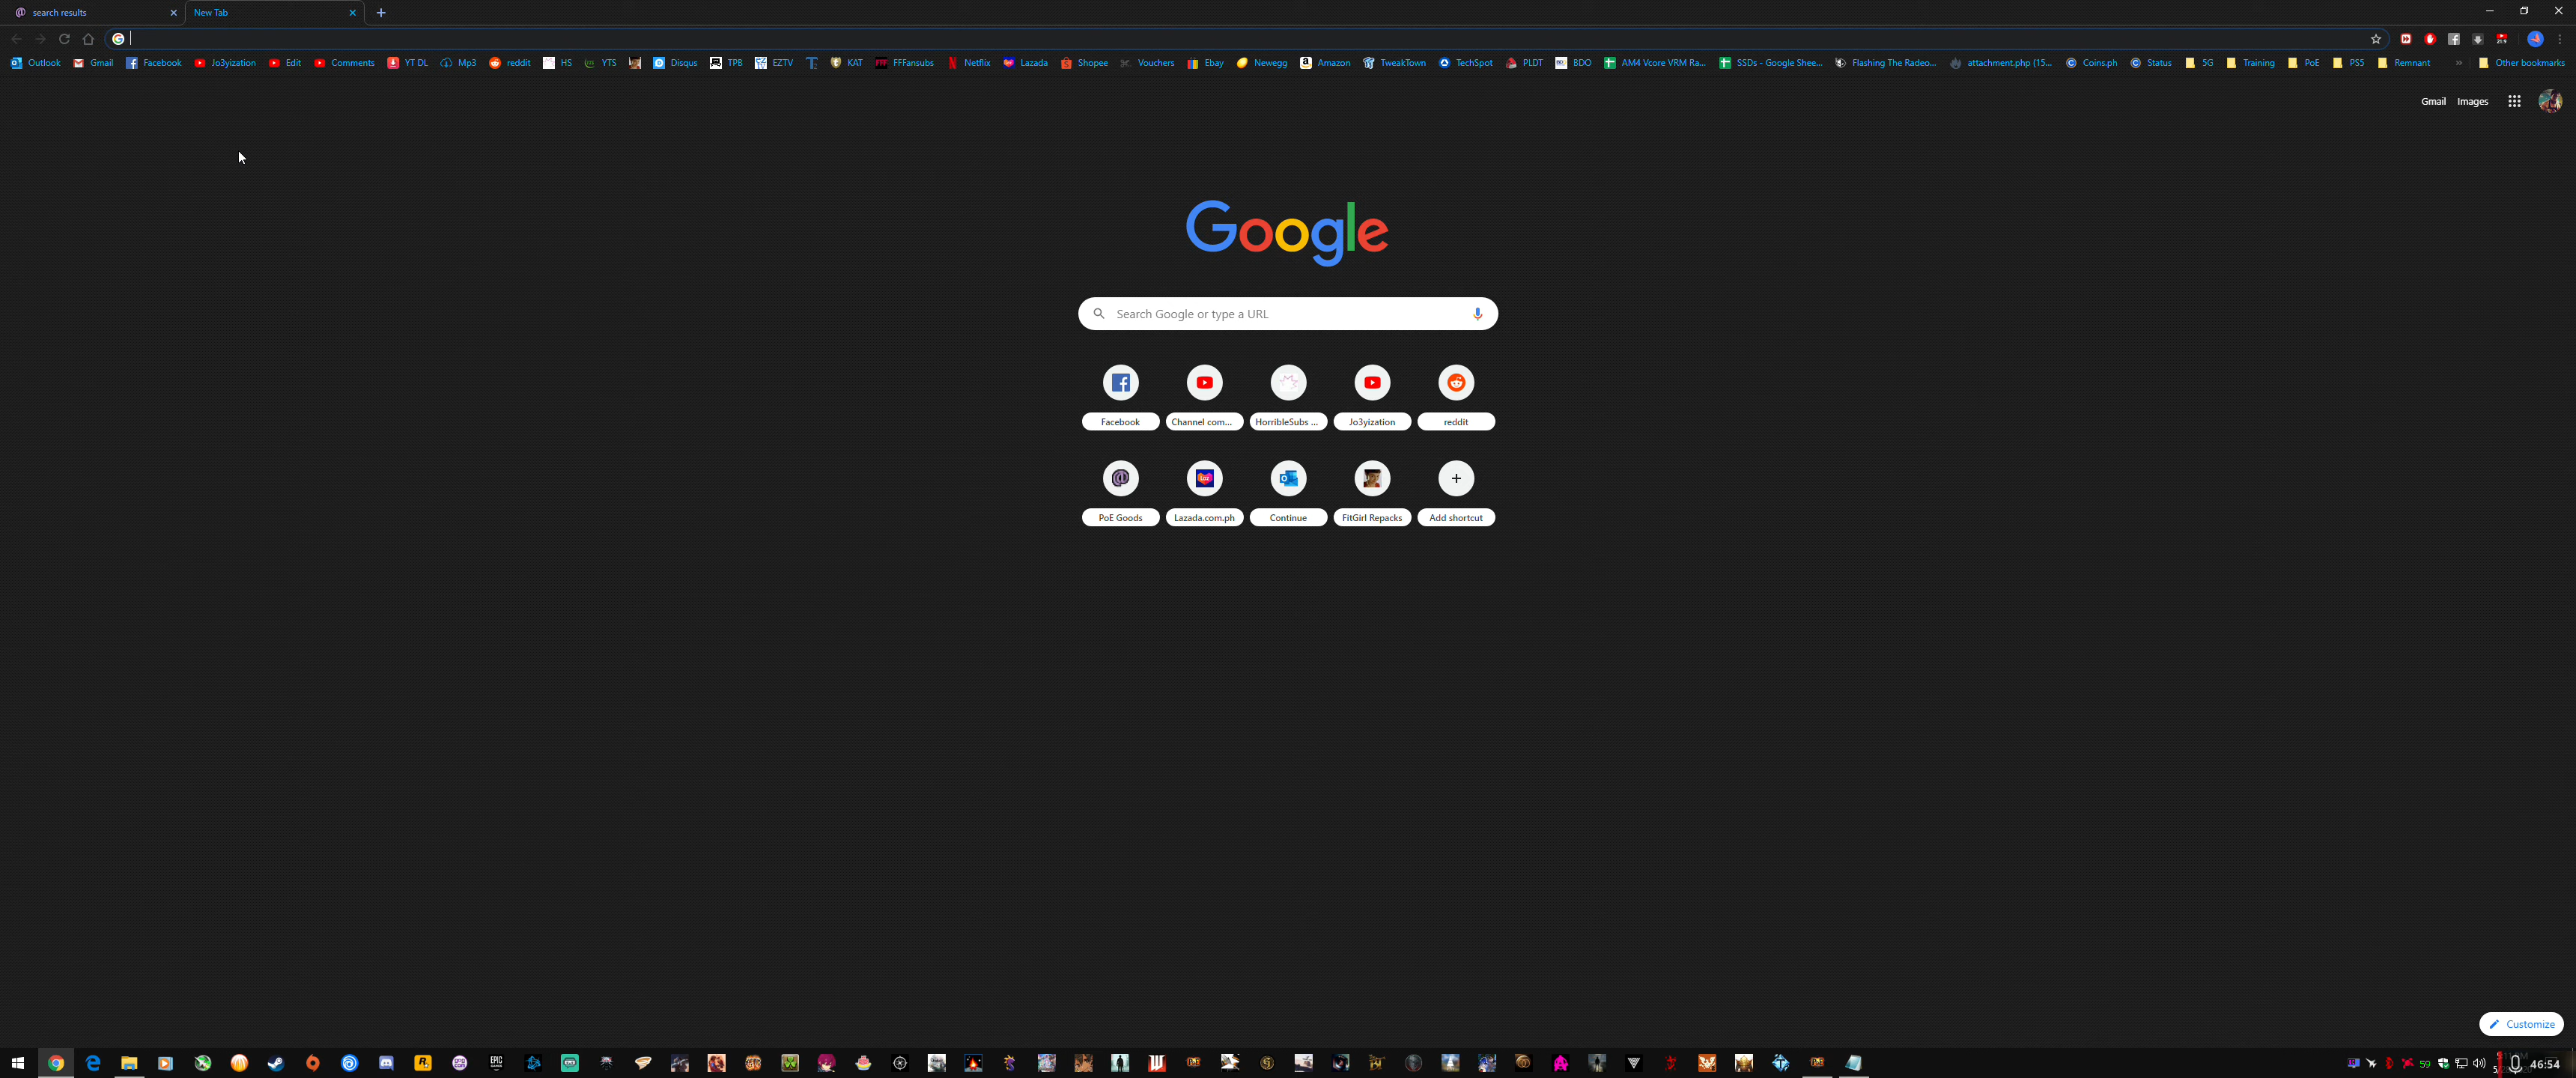 search results
New Tab
Outlook Gmail Facebook Jo3yization Edit Comments YT DL Mp3 reddit HS YTS Disqus TPB EZTV KAT FFFansubs Netflix Lazada Shopee Vouchers Ebay Newegg Amazon TweakTown TechSpot PLDT BDO AM4 Vcore VRM Ra... SSDs - Google Shee... Flashing The Radeo... attachment.php (15... Coins.ph Status 5G Training PoE PS5 Remnant » Other bookmarks
Gmail Images
Google
Search Google or type a URL
Facebook Channel com... HorribleSubs ... Jo3yization reddit
PoE Goods Lazada.com.ph Continue FitGirl Repacks Add shortcut
Customize
59 46:54